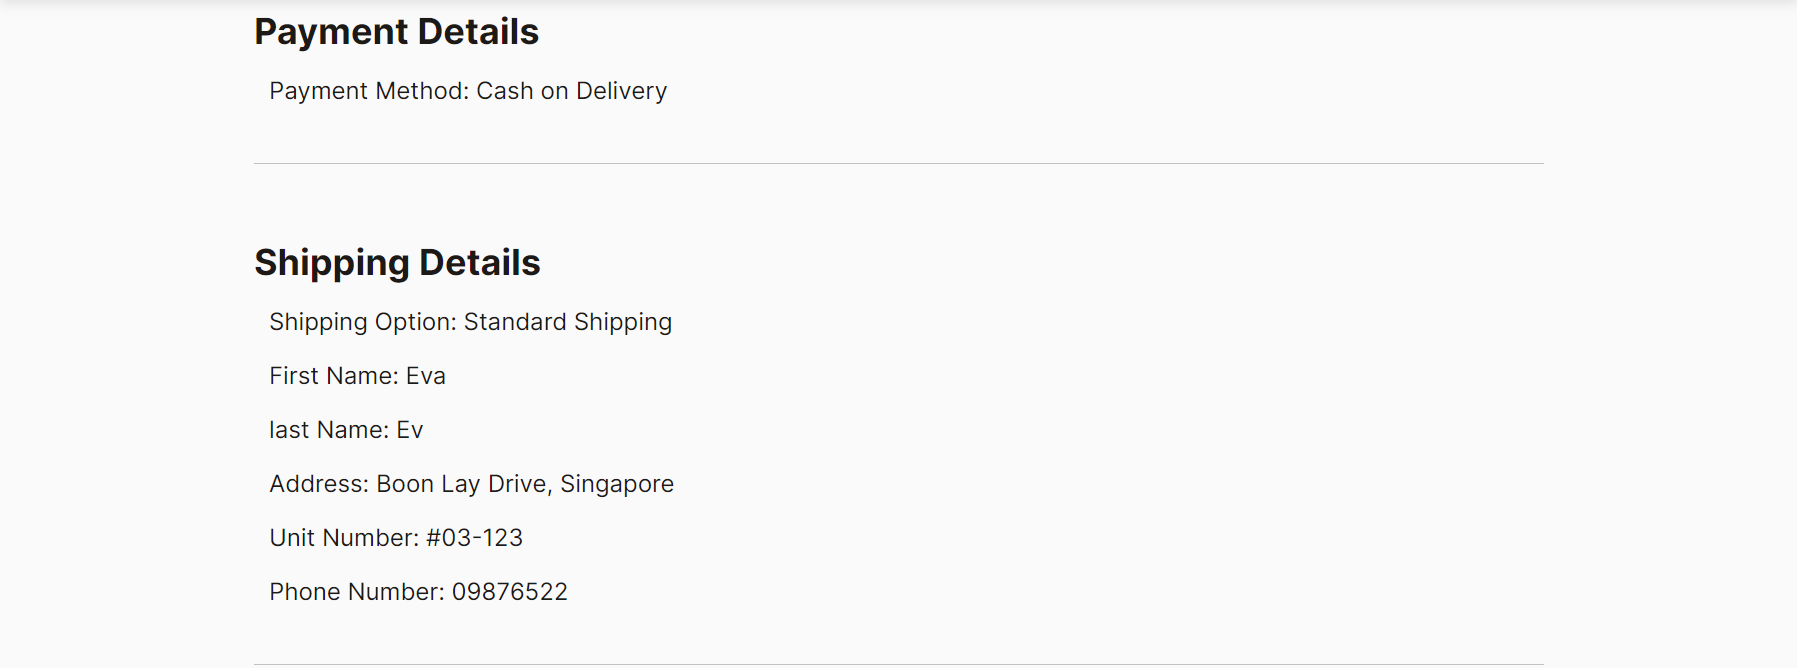 Payment Details
Payment Method: Cash on Delivery
Shipping Details
Shipping Option: Standard Shipping
First Name: Eva
last Name: Ev
Address: Boon Lay Drive, Singapore
Unit Number: #03-123
Phone Number: 09876522